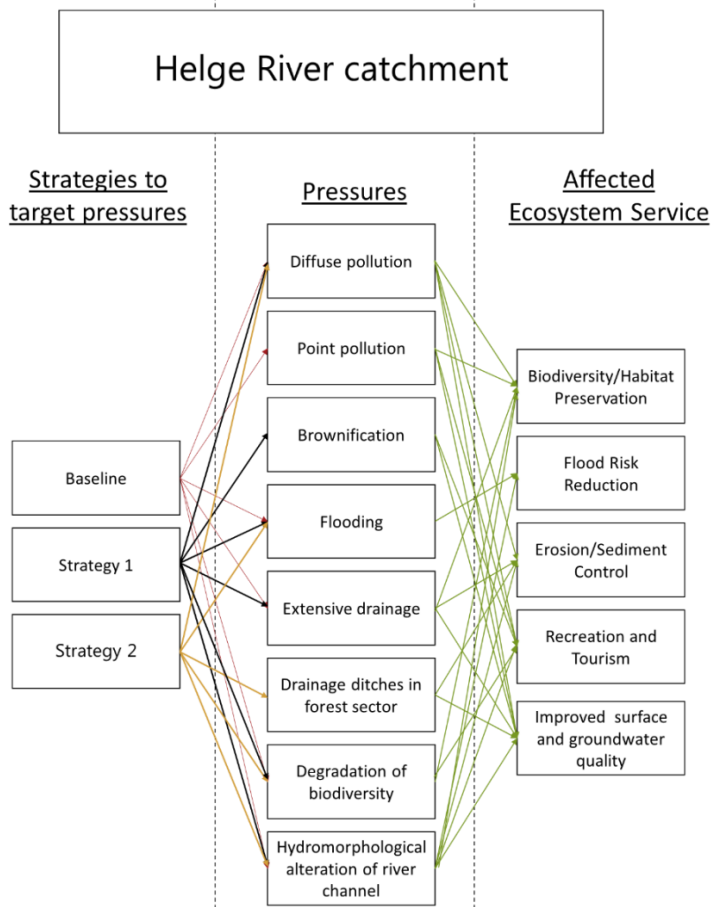 Helge River catchment
Strategies to
target pressures
Pressures
Affected
Ecosystem Service
Baseline
Strategy 1
Strategy 2
Diffuse pollution
Point pollution
Brownification
Flooding
Extensive drainage
Drainage ditches in
forest sector
Degradation of
biodiversity
Hydromorphological
alteration of river
channel
Biodiversity/Habitat
Preservation
Flood Risk
Reduction
Erosion/Sediment
Control
Recreation and
Tourism
Improved surface
and groundwater
quality